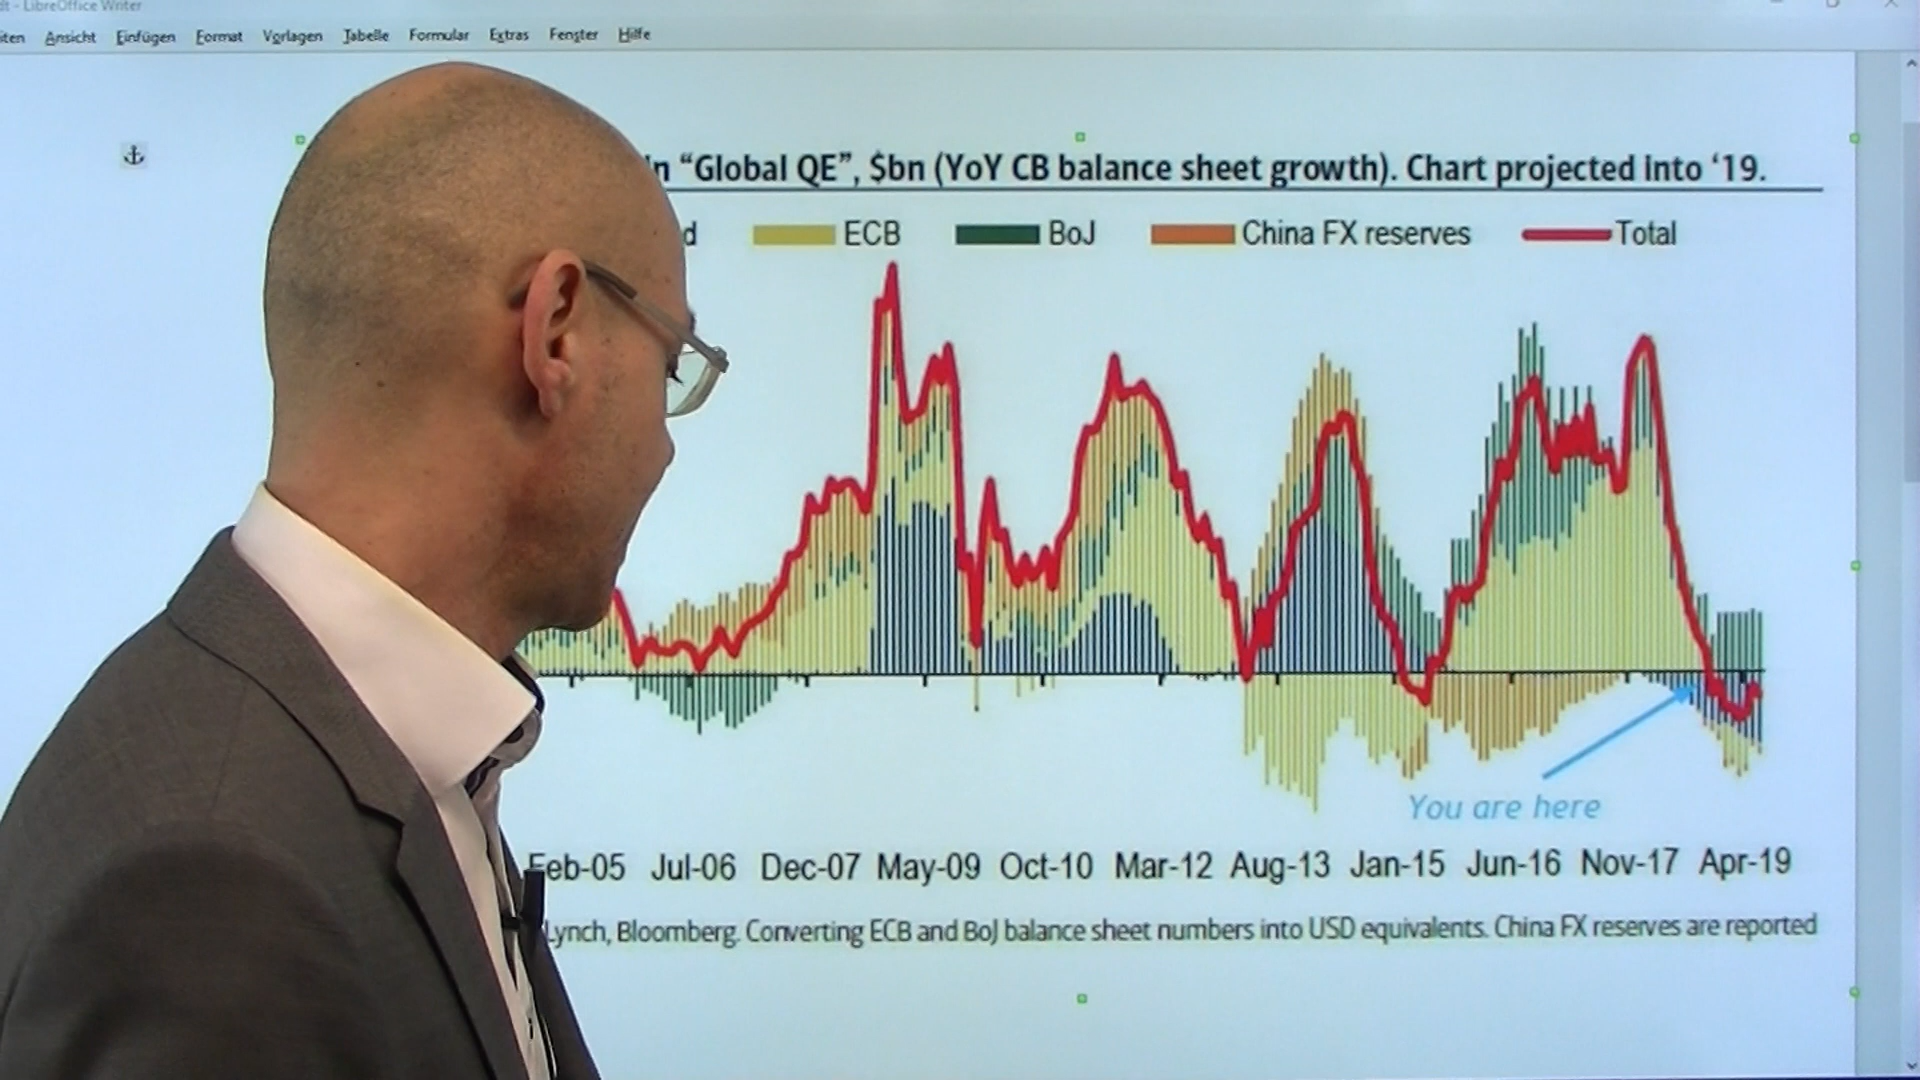 dt - LibreOffice Writer
iten Ansicht Einfügen Format Vorlagen Tabelle Formular Extras Fenster Hilfe
in “Global QE”, $bn (YoY CB balance sheet growth). Chart projected into ‘19.
d ECB BoJ China FX reserves Total
You are here
Feb-05 Jul-06 Dec-07 May-09 Oct-10 Mar-12 Aug-13 Jan-15 Jun-16 Nov-17 Apr-19
Lynch, Bloomberg. Converting ECB and BoJ balance sheet numbers into USD equivalents. China FX reserves are reported